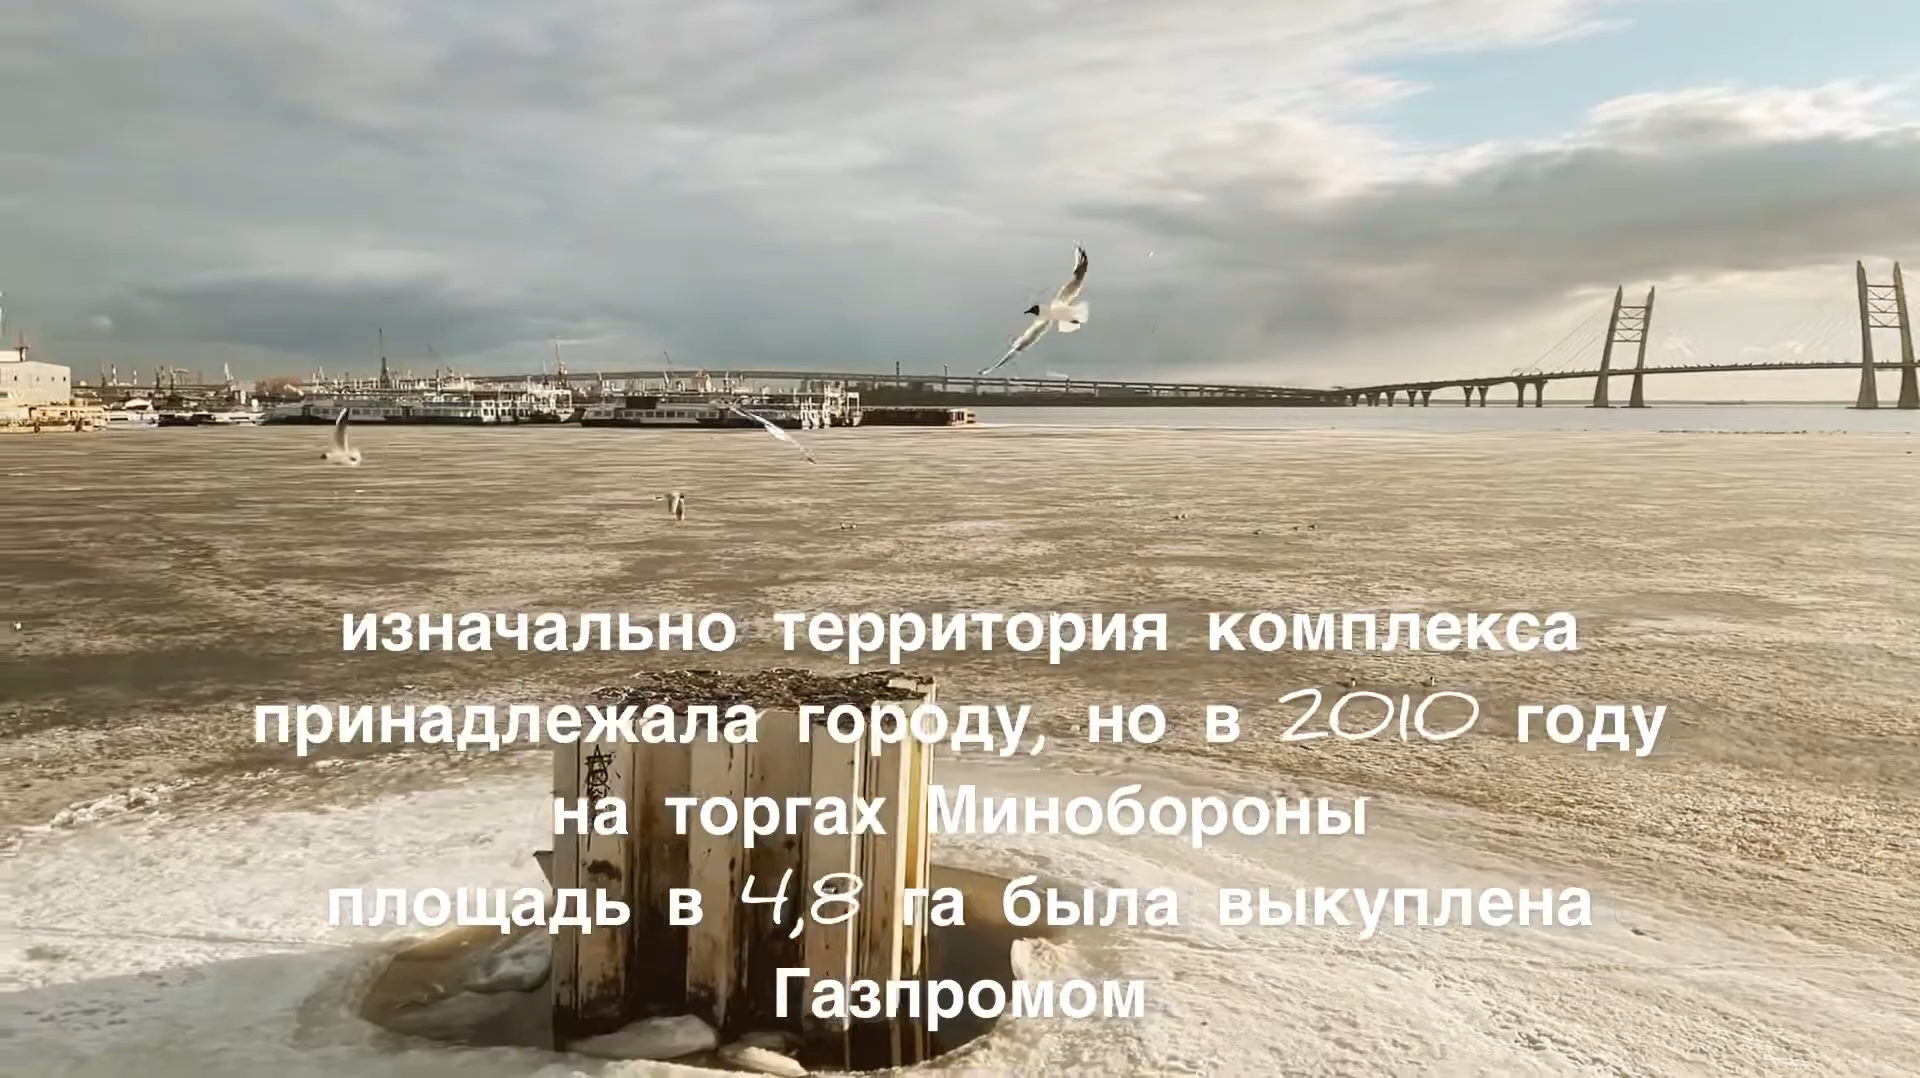 изначально территория комплекса
принадлежала городу, но в 2010 году
на торгах Минобороны
площадь в 4,8 га была выкуплена
Газпромом